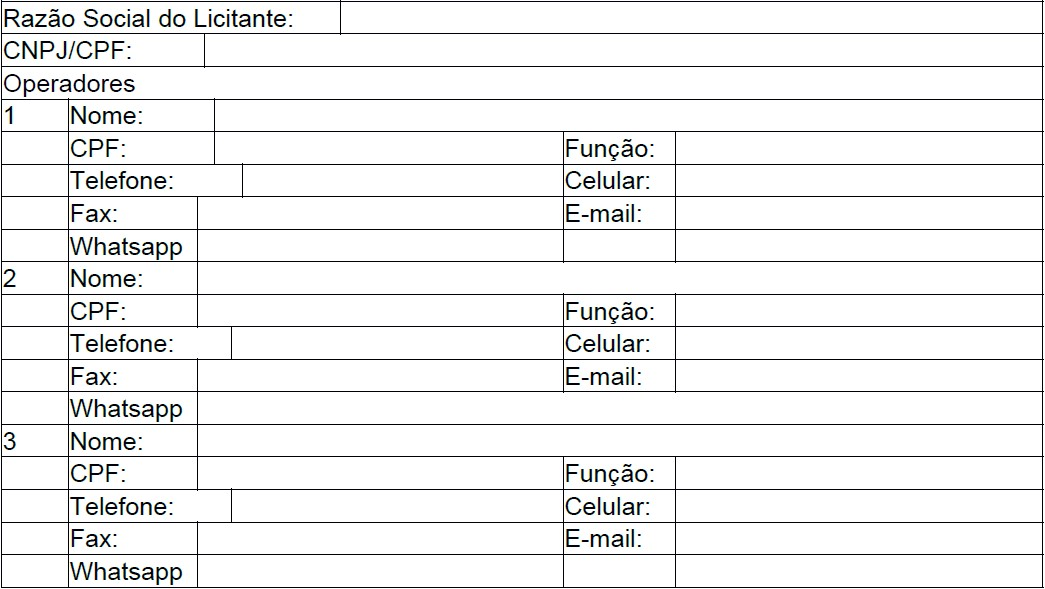 Razão Social do Licitante:
CNPJ/CPF:
Operadores
1 Nome:
CPF: Função:
Telefone: Celular:
Fax: E-mail:
Whatsapp
2 Nome:
CPF: Função:
Telefone: Celular:
Fax: E-mail:
Whatsapp
3 Nome:
CPF: Função:
Telefone: Celular:
Fax: E-mail:
Whatsapp